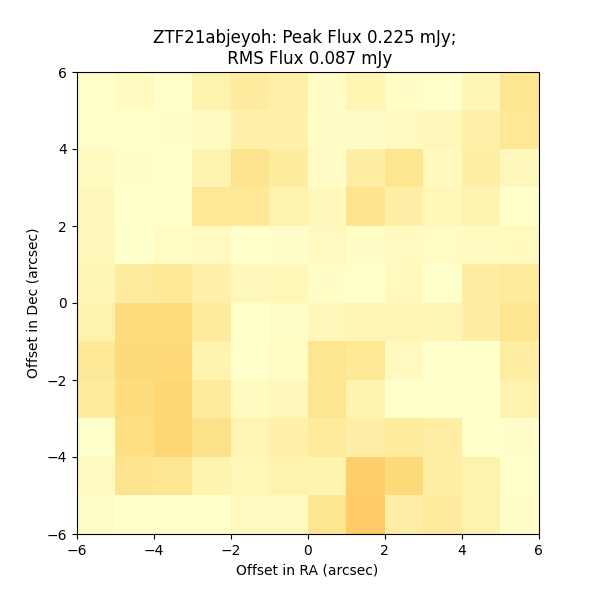 ZTF21abjeyoh: Peak Flux 0.225 mJy;
RMS Flux 0.087 mJy
6
4
2
0
−2
−4
−6
Offset in Dec (arcsec)
−6 −4 −2 0 2 4 6
Offset in RA (arcsec)